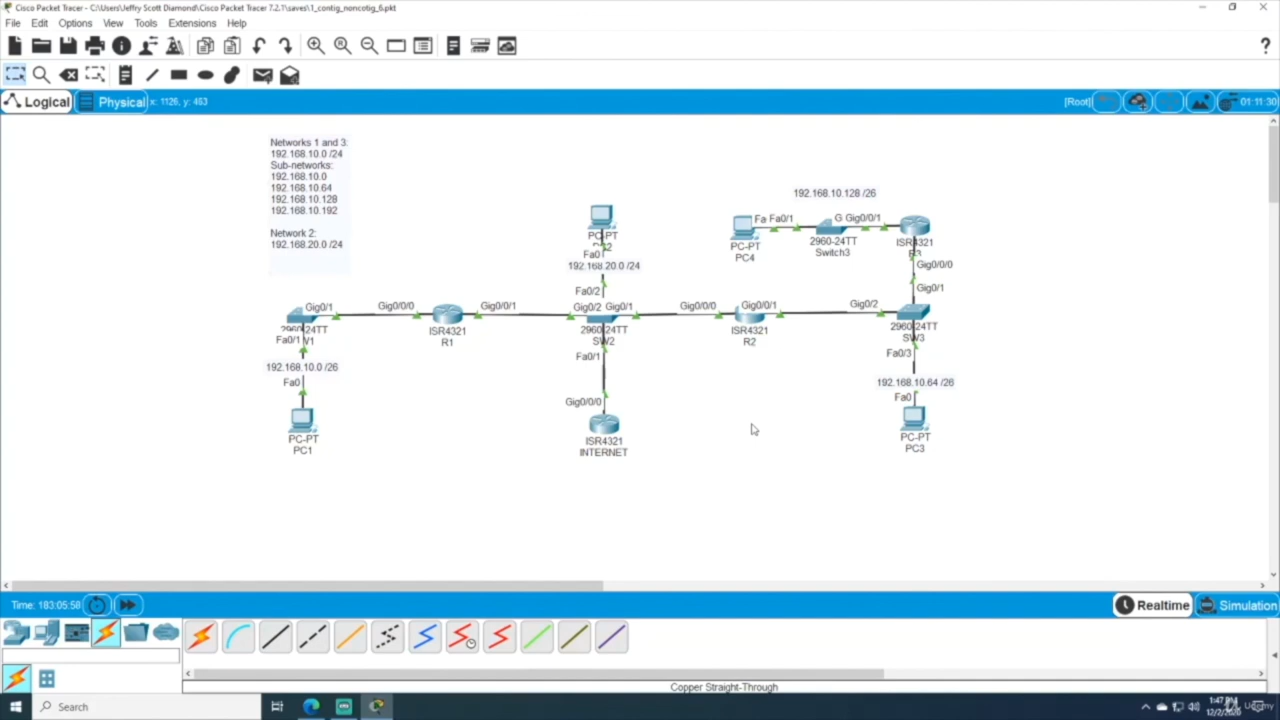 Cisco Packet Tracer - C:\Users\Jeffry Scott Diamond\Cisco Packet Tracer 7.2.1\saves\1_contig_noncotig_6.pkt
File Edit Options View Tools Extensions Help
Logical Physical x: 1126, y: 463 [Root] 01:11:30
Networks 1 and 3:
192.168.10.0 /24
Sub-networks:
192.168.10.0
192.168.10.64
192.168.10.128
192.168.10.192
Network 2:
192.168.20.0 /24
192.168.10.128 /26
Fa Fa0/1 G Gig0/0/1
PC-PT
PC4
2960-24TT
Switch3
ISR4321
Gig0/0/0
Gig0/1
PC-PT
Fa0
192.168.20.0 /24
Fa0/2
Gig0/1 Gig0/0/0 Gig0/0/1 Gig0/2 Gig0/1 Gig0/0/0 Gig0/0/1 Gig0/2
ISR4321
R1
2960-24TT
SW2
ISR4321
R2
2960-24TT
SW3
Fa0/1
192.168.10.0 /26
Fa0
PC-PT
PC1
Fa0/1
Gig0/0/0
ISR4321
INTERNET
Fa0/3
192.168.10.64 /26
Fa0
PC-PT
PC3
Time: 183:05:58 Realtime Simulation
Copper Straight-Through
Search
1:47 PM
Udemy